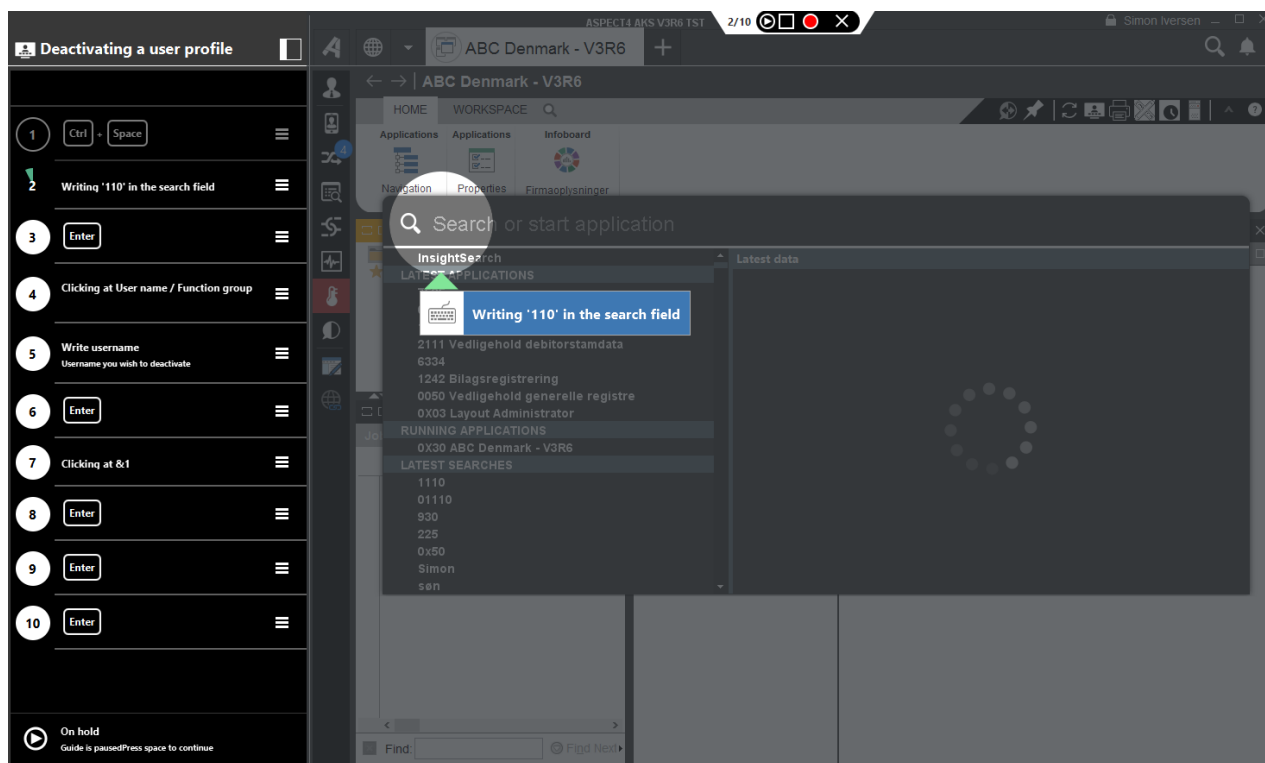 ASPECT4 AKS V3R6 TST
2/10
Simon Iversen
Deactivating a user profile
ABC Denmark - V3R6
ABC Denmark - V3R6
HOME
WORKSPACE
Applications
Applications
Infoboard
Navigation
Properties
Firmaoplysninger
1
Ctrl + Space
2
Writing '110' in the search field
3
Enter
4
Clicking at User name / Function group
5
Write username
Username you wish to deactivate
6
Enter
7
Clicking at &1
8
Enter
9
Enter
10
Enter
On hold
Guide is pausedPress space to continue
4
Search or start application
InsightSearch
Latest data
LATEST APPLICATIONS
Writing '110' in the search field
2111 Vedligehold debitorstamdata
6334
1242 Bilagsregistrering
0050 Vedligehold generelle registre
0X03 Layout Administrator
RUNNING APPLICATIONS
0X30 ABC Denmark - V3R6
LATEST SEARCHES
1110
01110
930
225
0x50
Simon
søn
Find:
Find Next